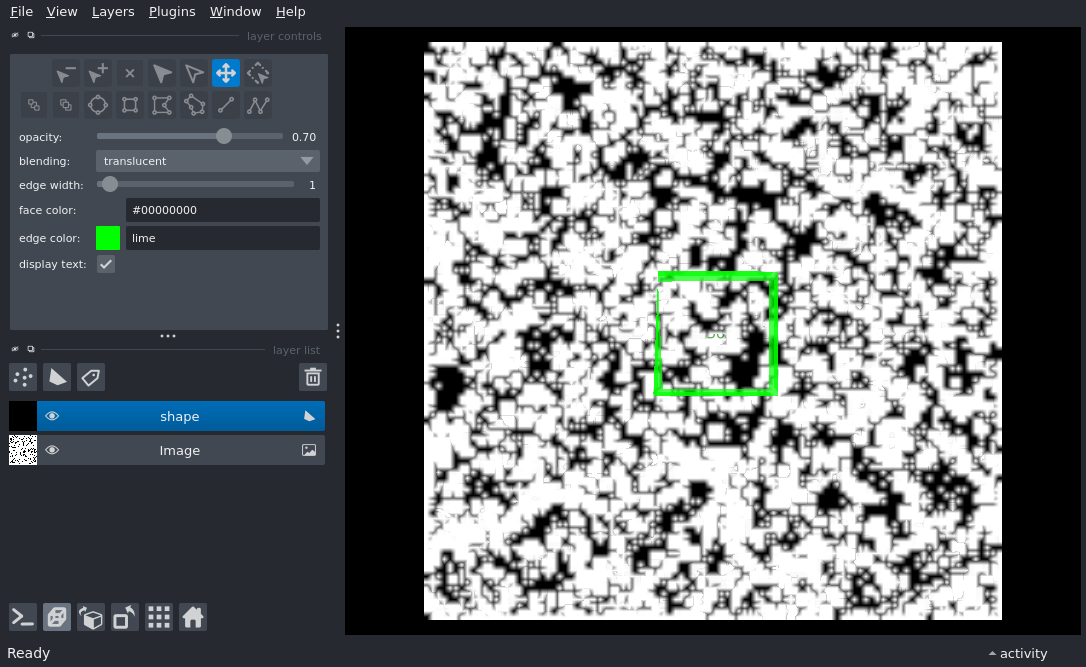 File View Layers Plugins Window Help
layer controls
opacity: 0.70
blending: translucent
edge width: 1
face color: #00000000
edge color: lime
display text:
layer list
shape
Image
Ready
activity